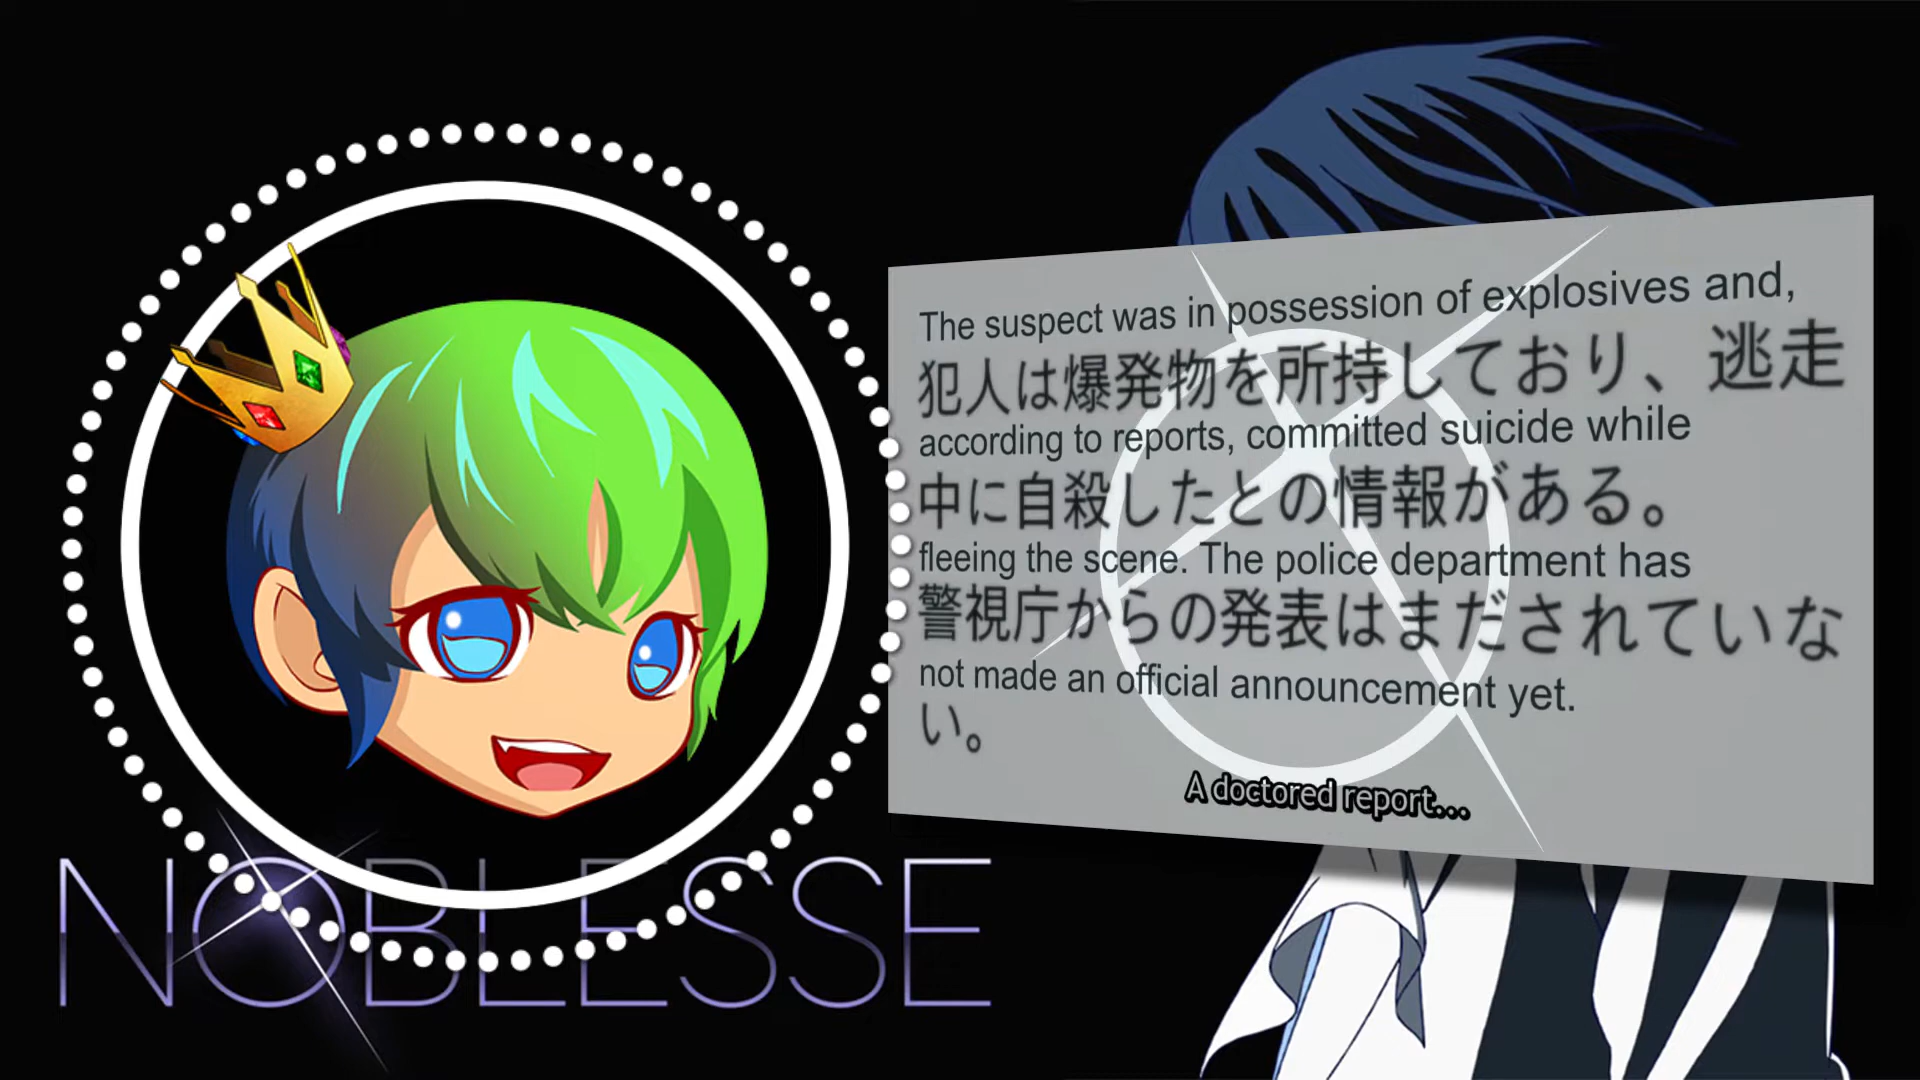 The suspect was in possession of explosives and,
犯人は爆発物を所持しており、逃走
according to reports, committed suicide while
中に自殺したとの情報がある。
fleeing the scene. The police department has
警視庁からの発表はまだされていな
not made an official announcement yet.
い。
A doctored report...
NOBLESSE